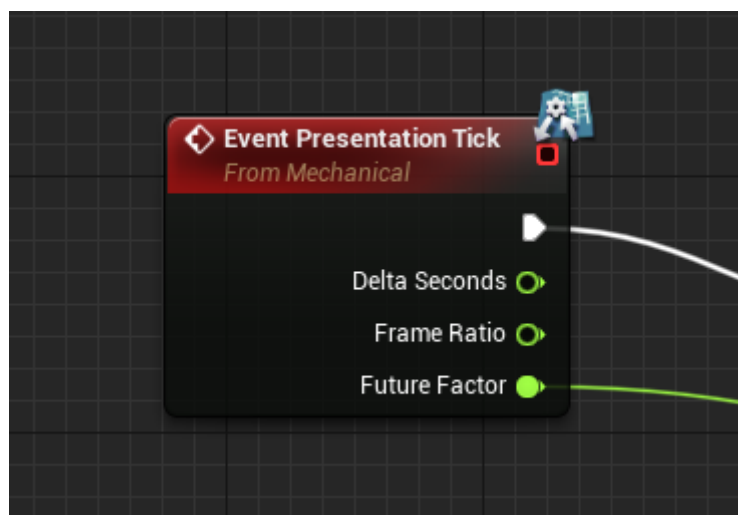 Event Presentation Tick
From Mechanical
Delta Seconds
Frame Ratio
Future Factor